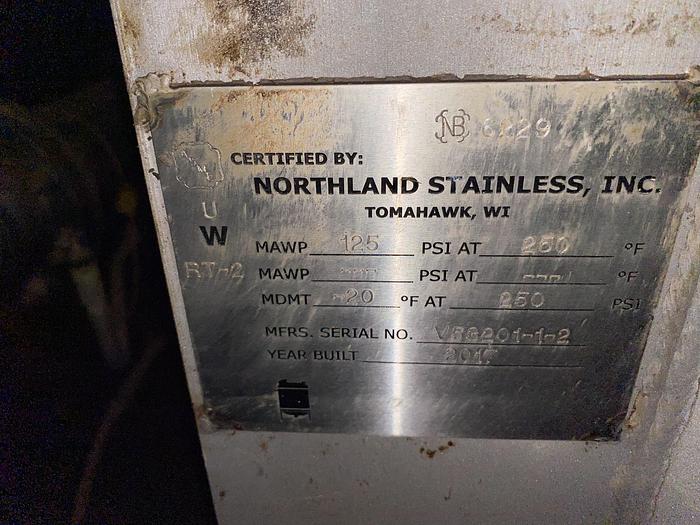 NB
CERTIFIED BY:
NORTHLAND STAINLESS, INC.
U
TOMAHAWK, WI
W
MAWP 125 PSI AT 250 °F
RT-2
MAWP ---- PSI AT ---- °F
MDMT -20 °F AT 250 PSI
MFRS. SERIAL NO.
YEAR BUILT